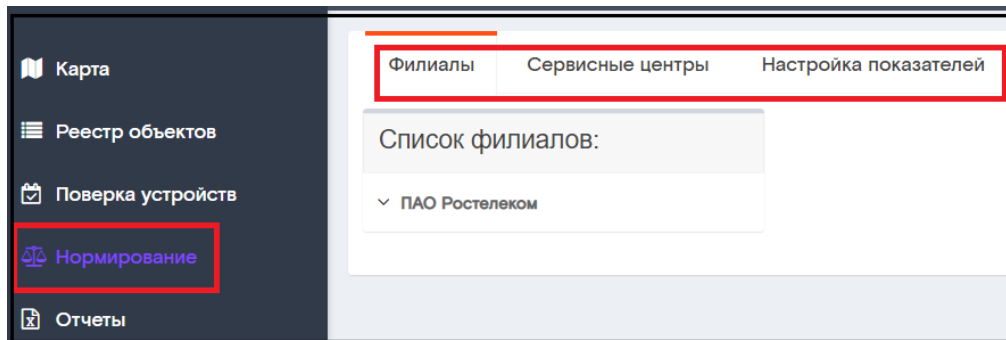 Карта
Реестр объектов
Поверка устройств
Нормирование
Отчеты
Филиалы Сервисные центры Настройка показателей
Список филиалов:
ПАО Ростелеком